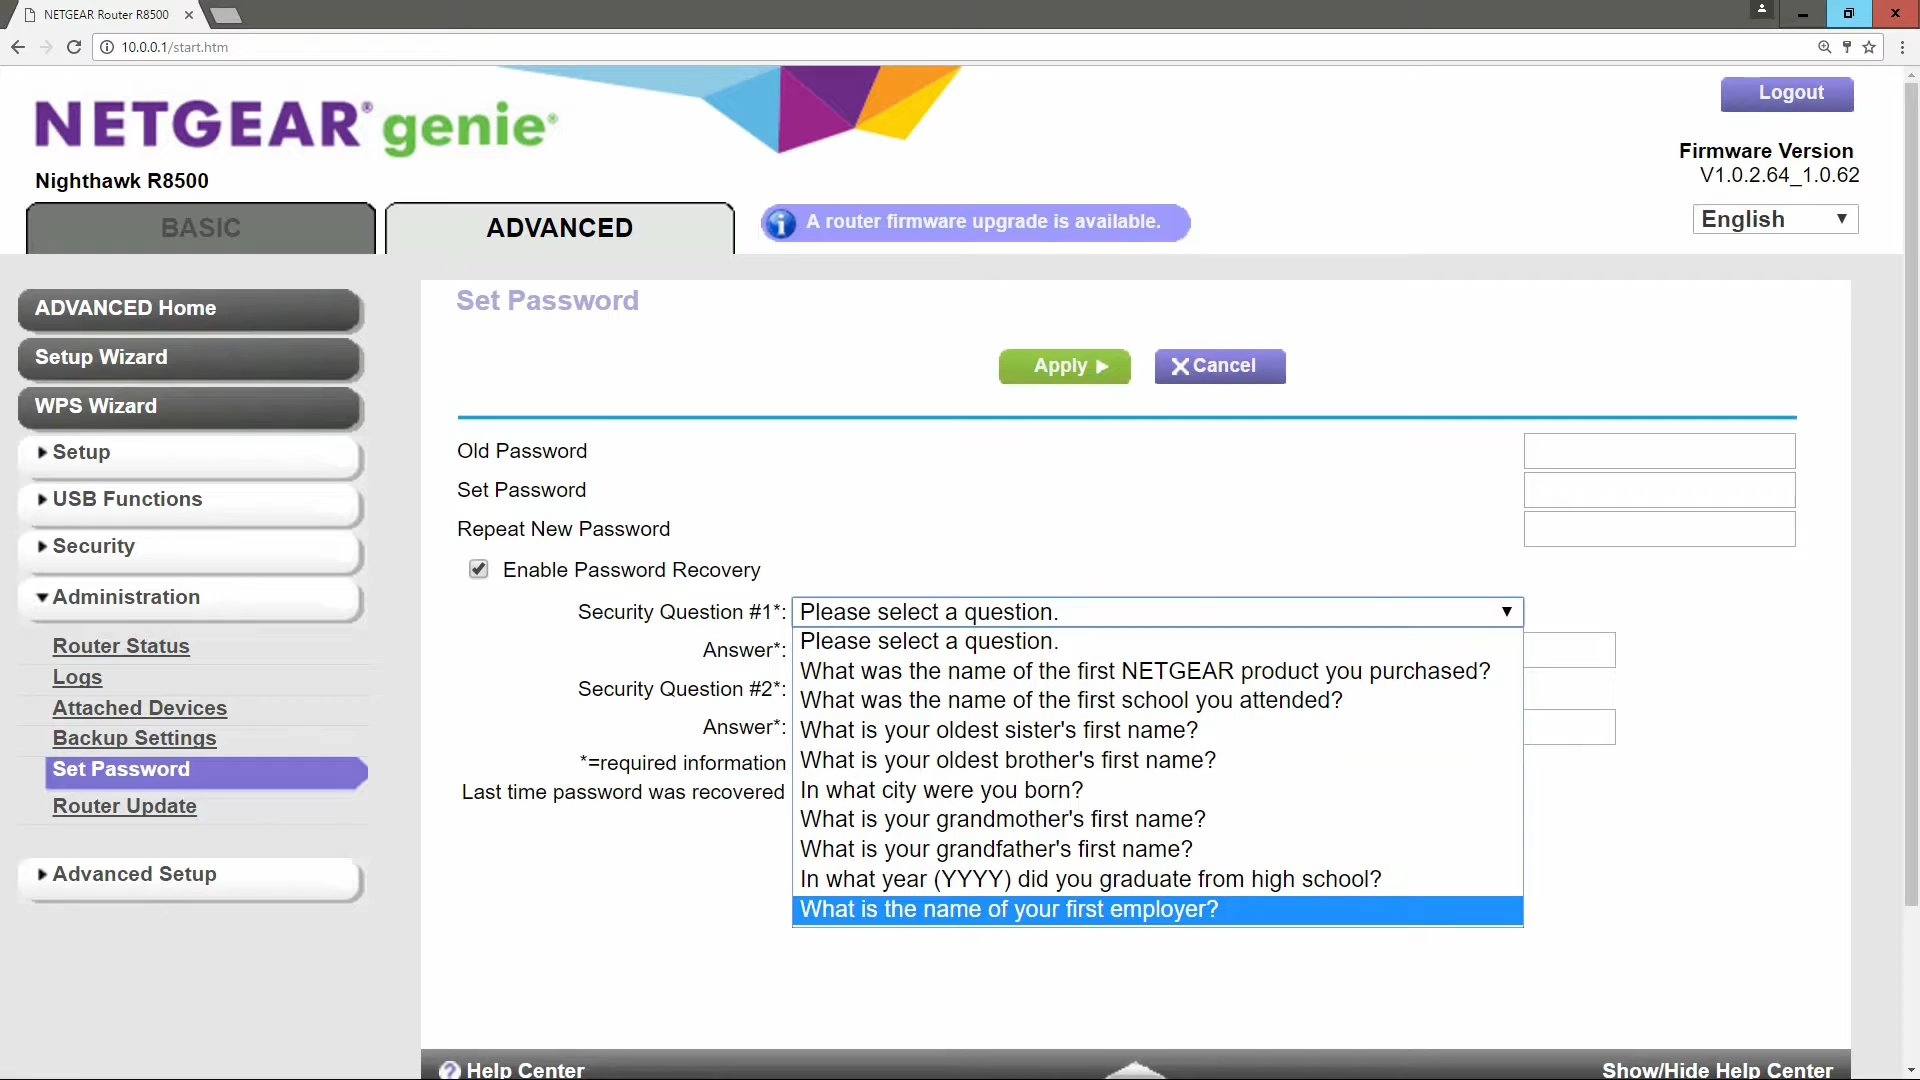 NETGEAR Router R8500
10.0.0.1/start.htm
NETGEAR® genie®
Logout
Firmware Version
V1.0.2.64_1.0.62
Nighthawk R8500
BASIC
ADVANCED
A router firmware upgrade is available.
English
ADVANCED Home
Setup Wizard
WPS Wizard
Setup
USB Functions
Security
Administration
Router Status
Logs
Attached Devices
Backup Settings
Set Password
Router Update
Advanced Setup
Set Password
Apply
Cancel
Old Password
Set Password
Repeat New Password
Enable Password Recovery
Security Question #1*: Please select a question.
Answer*:
Security Question #2*:
Answer*:
*=required information
Last time password was recovered
Please select a question.
What was the name of the first NETGEAR product you purchased?
What was the name of the first school you attended?
What is your oldest sister's first name?
What is your oldest brother's first name?
In what city were you born?
What is your grandmother's first name?
What is your grandfather's first name?
In what year (YYYY) did you graduate from high school?
What is the name of your first employer?
Help Center
Show/Hide Help Center